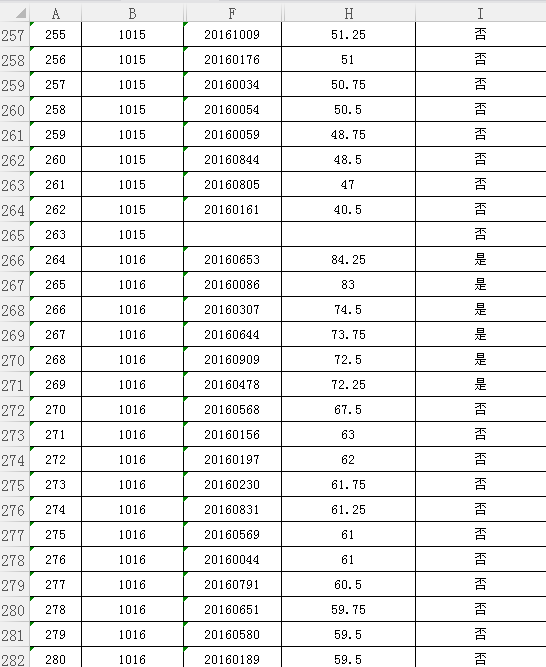 A B F H I
257 255 1015 20161009 51.25 否
258 256 1015 20160176 51 否
259 257 1015 20160034 50.75 否
260 258 1015 20160054 50.5 否
261 259 1015 20160059 48.75 否
262 260 1015 20160844 48.5 否
263 261 1015 20160805 47 否
264 262 1015 20160161 40.5 否
265 263 1015 否
266 264 1016 20160653 84.25 是
267 265 1016 20160086 83 是
268 266 1016 20160307 74.5 是
269 267 1016 20160644 73.75 是
270 268 1016 20160909 72.5 是
271 269 1016 20160478 72.25 是
272 270 1016 20160568 67.5 否
273 271 1016 20160156 63 否
274 272 1016 20160197 62 否
275 273 1016 20160230 61.75 否
276 274 1016 20160831 61.25 否
277 275 1016 20160569 61 否
278 276 1016 20160044 61 否
279 277 1016 20160791 60.5 否
280 278 1016 20160651 59.75 否
281 279 1016 20160580 59.5 否
282 280 1016 20160189 59.5 否